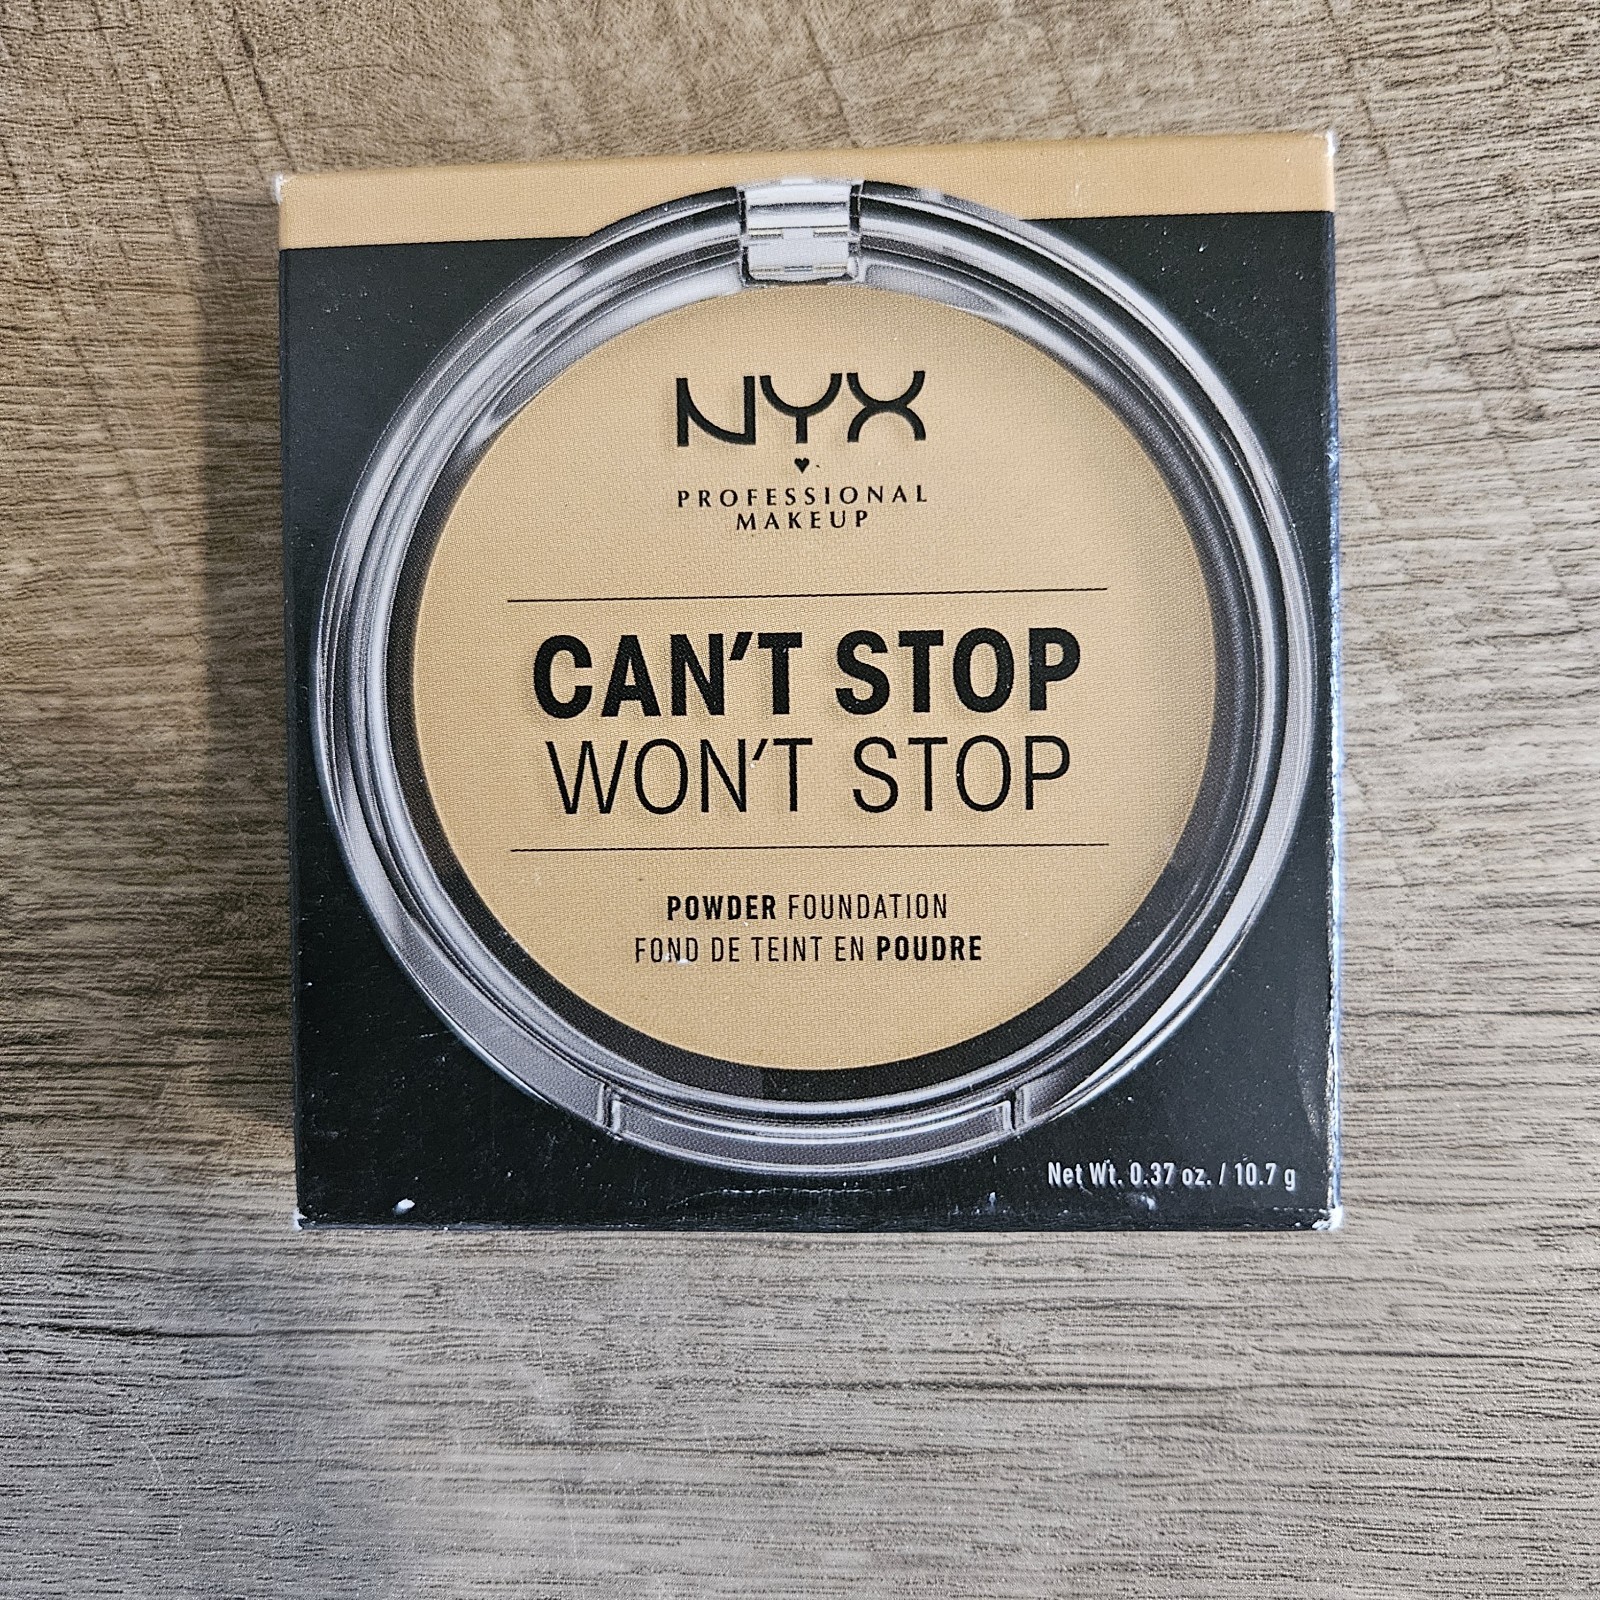 NYX
PROFESSIONAL
MAKEUP
CAN'T STOP
WON'T STOP
POWDER FOUNDATION
FOND DE TEINT EN POUDRE
Net Wt. 0.37 oz. / 10.7 g